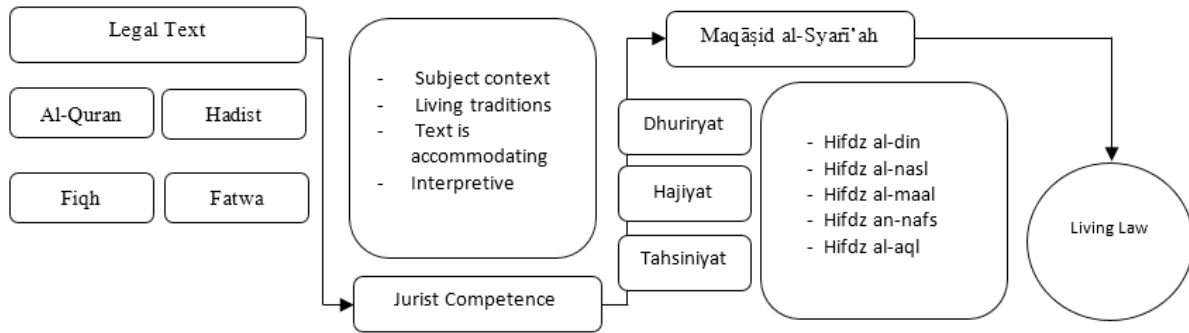 Legal Text
Al-Quran
Hadist
Fiqh
Fatwa
- Subject context
- Living traditions
- Text is
accommodating
- Interpretive
Jurist Competence
Maqāṣid al-Syarī'ah
Dhuriryat
Hajiyat
Tahsiniyat
- Hifdz al-din
- Hifdz al-nasl
- Hifdz al-maal
- Hifdz an-nafs
- Hifdz al-aql
Living Law